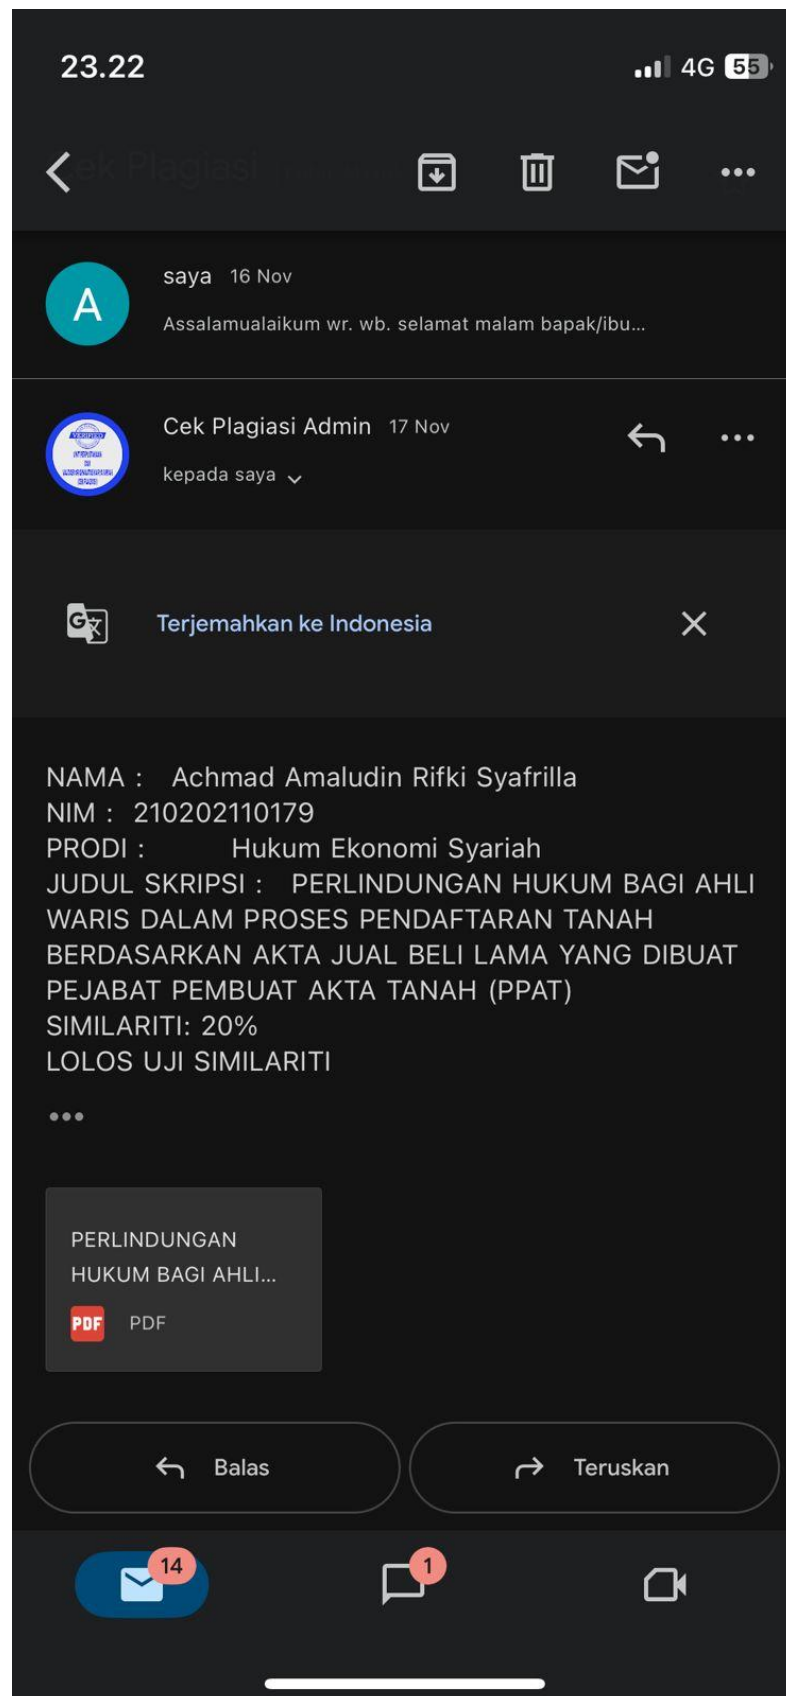 23.22
4G 55
Cek Plagiasi
A
saya 16 Nov
Assalamualaikum wr. wb. selamat malam bapak/ibu...
VERIFIED
Cek Plagiasi Admin 17 Nov
kepada saya
Terjemahkan ke Indonesia
NAMA : Achmad Amaludin Rifki Syafrilla
NIM : 210202110179
PRODI : Hukum Ekonomi Syariah
JUDUL SKRIPSI : PERLINDUNGAN HUKUM BAGI AHLI
WARIS DALAM PROSES PENDAFTARAN TANAH
BERDASARKAN AKTA JUAL BELI LAMA YANG DIBUAT
PEJABAT PEMBUAT AKTA TANAH (PPAT)
SIMILARITI: 20%
LOLOS UJI SIMILARITI
•••
PERLINDUNGAN
HUKUM BAGI AHLI...
PDF PDF
Balas
Teruskan
14
1